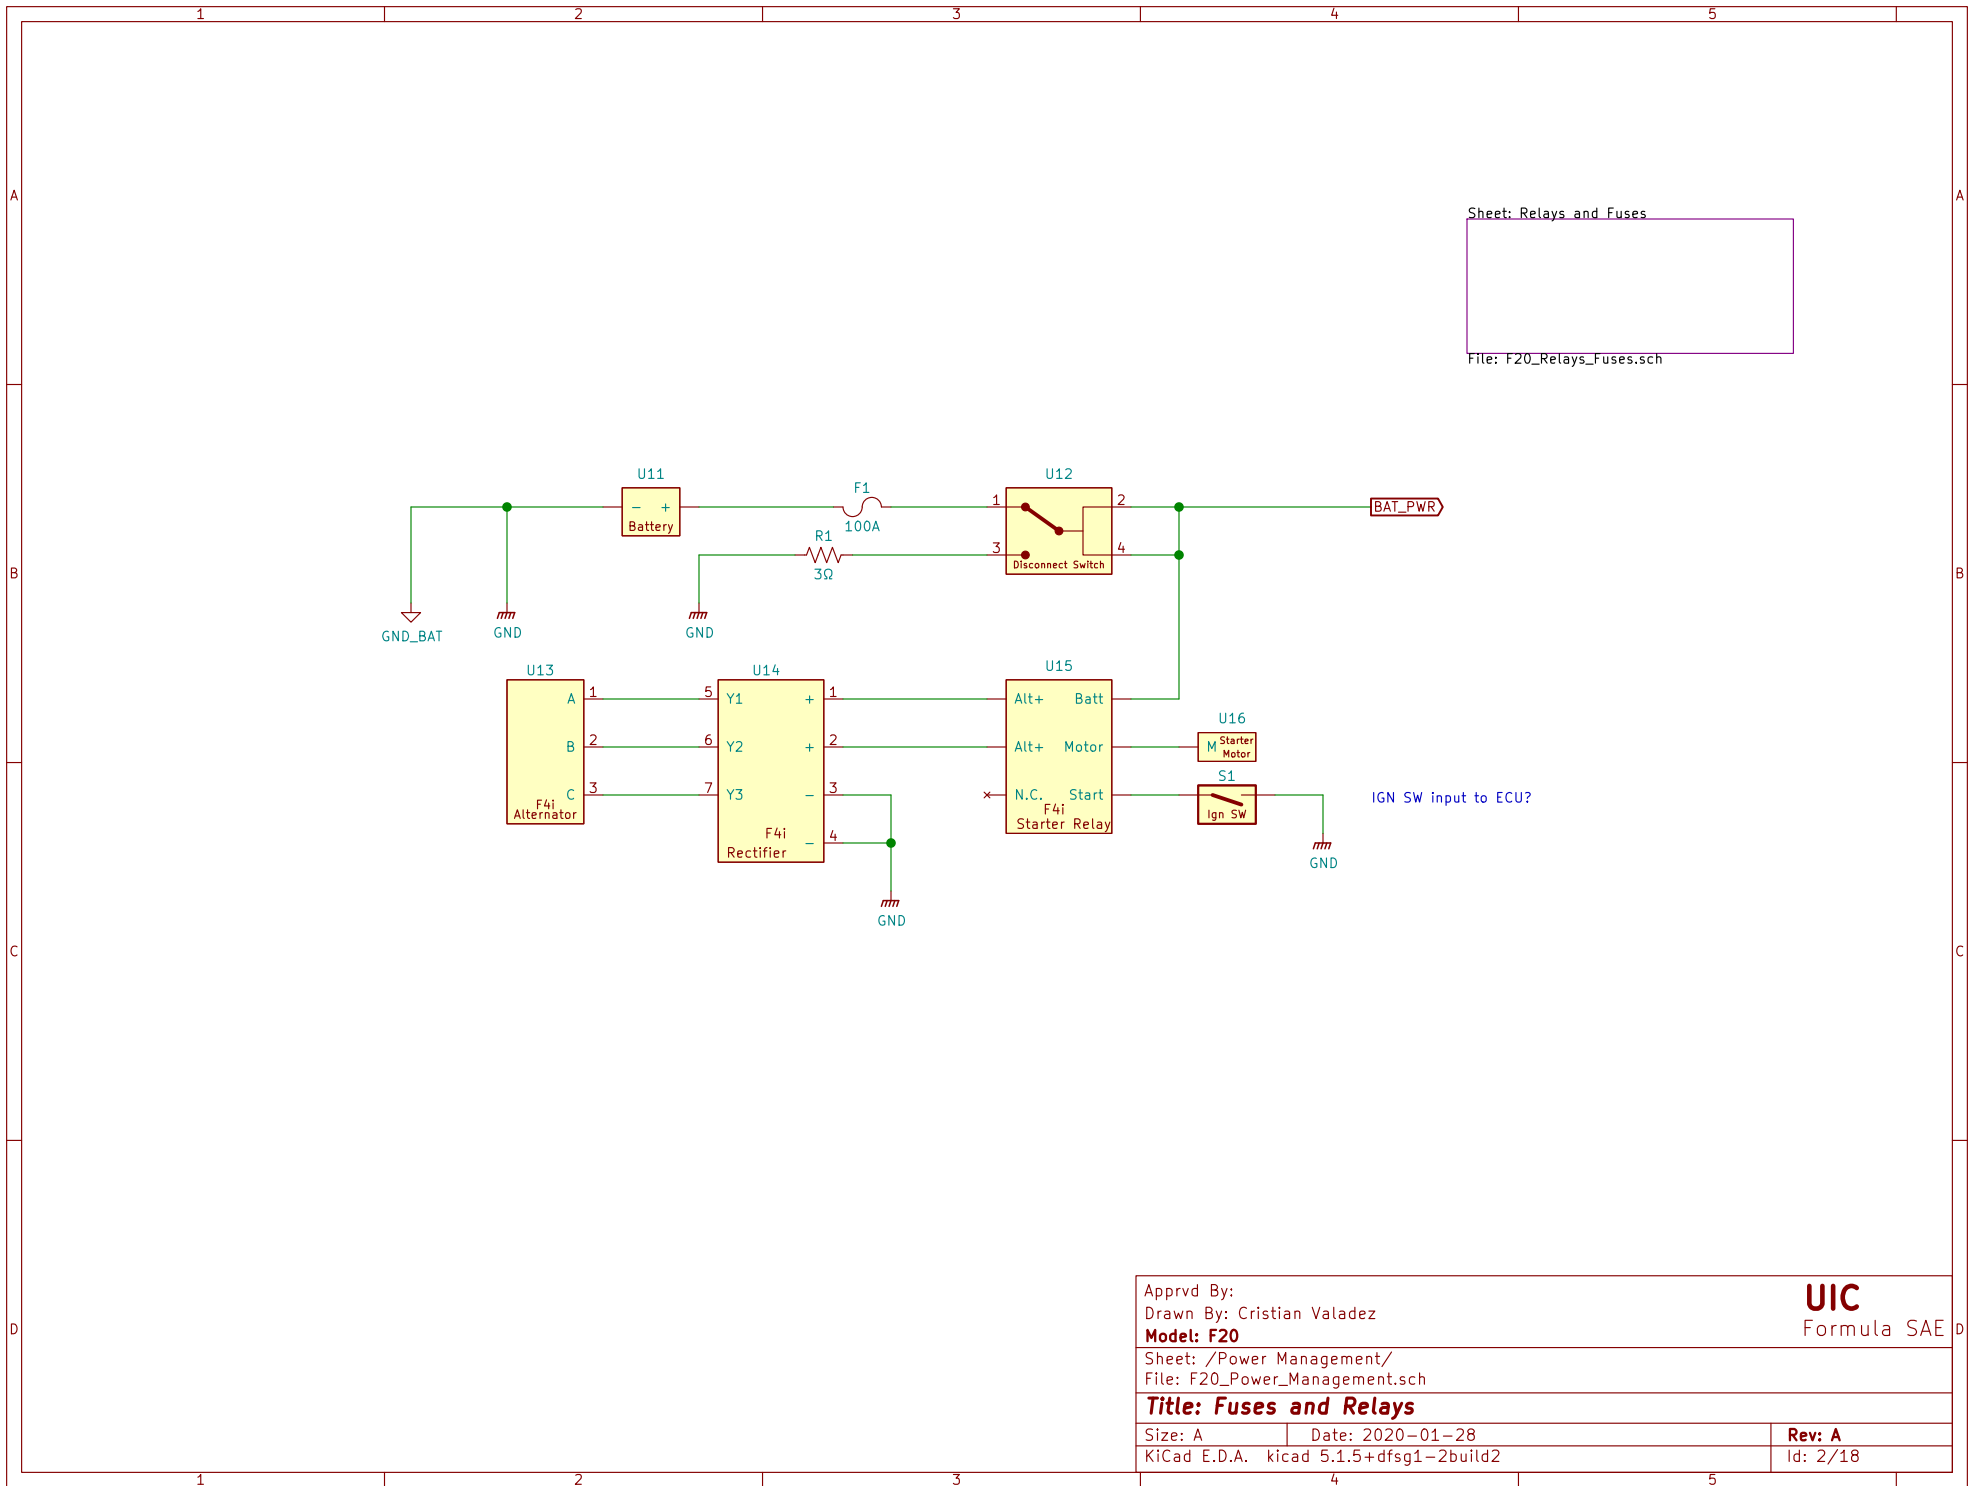 1 2 3 4 5
A A
Sheet: Relays and Fuses
File: F20_Relays_Fuses.sch
U11
- +
Battery
F1
100A
R1
3Ω
U12
1 2
3 4
Disconnect Switch
BAT_PWR
B B
GND_BAT
GND
GND
U13
A 1
B 2
C 3
F4i
Alternator
U14
5 Y1 + 1
6 Y2 + 2
7 Y3 - 3
- 4
F4i
Rectifier
GND
U15
Alt+ Batt
Alt+ Motor
N.C. Start
F4i
Starter Relay
U16
M Starter
Motor
S1
Ign SW
GND
IGN SW input to ECU?
C C
D D
Apprvd By:
Drawn By: Cristian Valadez
Model: F20
UIC
Formula SAE
Sheet: /Power Management/
File: F20_Power_Management.sch
Title: Fuses and Relays
Size: A Date: 2020-01-28 Rev: A
KiCad E.D.A. kicad 5.1.5+dfsg1-2build2 Id: 2/18
1 2 3 4 5